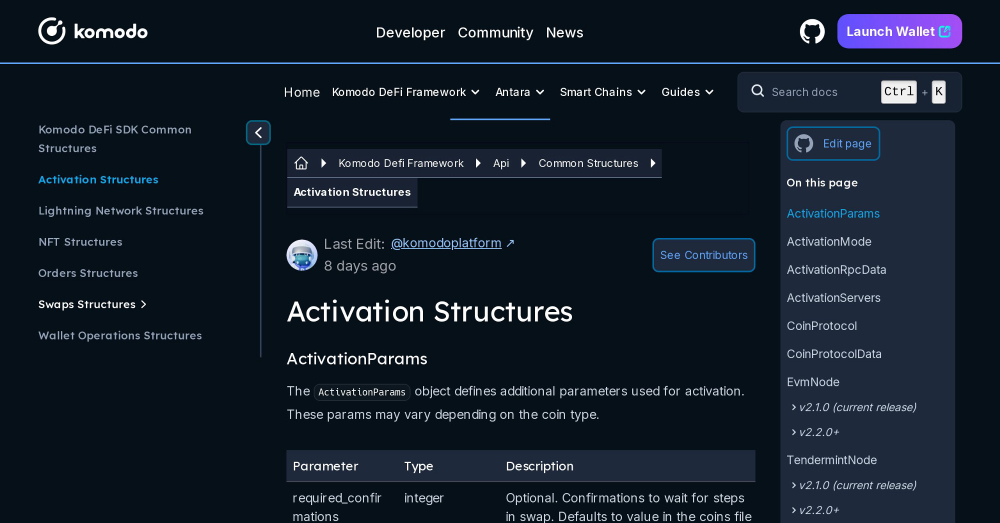 komodo
Developer Community News
Launch Wallet
Home Komodo DeFi Framework Antara Smart Chains Guides
Search docs Ctrl + K
Komodo DeFi SDK Common
Structures
Activation Structures
Lightning Network Structures
NFT Structures
Orders Structures
Swaps Structures
Wallet Operations Structures
Komodo Defi Framework Api Common Structures
Activation Structures
Last Edit: @komodoplatform ↗
8 days ago
See Contributors
Activation Structures
ActivationParams
The ActivationParams object defines additional parameters used for activation.
These params may vary depending on the coin type.
Parameter Type Description
required_confir
mations
integer
Optional. Confirmations to wait for steps
in swap. Defaults to value in the coins file
Edit page
On this page
ActivationParams
ActivationMode
ActivationRpcData
ActivationServers
CoinProtocol
CoinProtocolData
EvmNode
v2.1.0 (current release)
v2.2.0+
TendermintNode
v2.1.0 (current release)
v2.2.0+